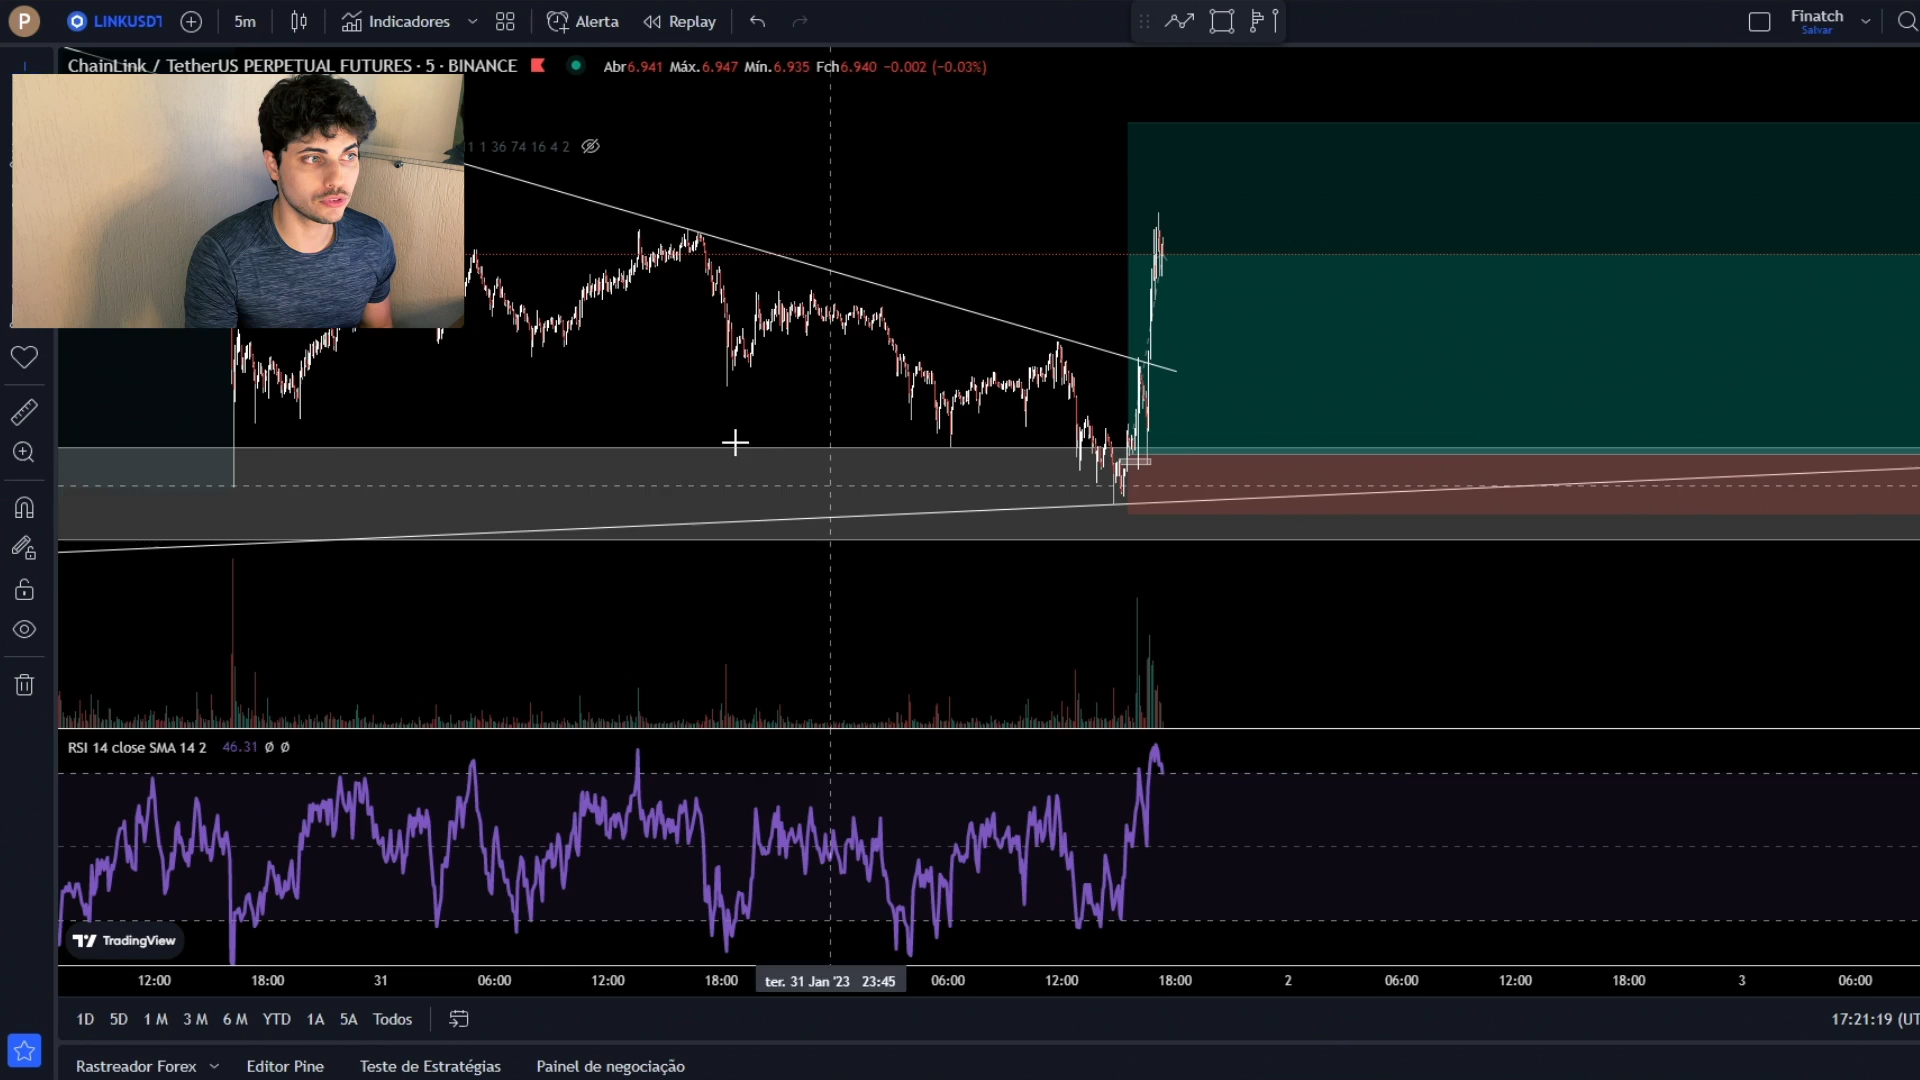 P
LINKUSDT
5m
Indicadores
Alerta
Replay
Finatch
Salvar
ChainLink / TetherUS PERPETUAL FUTURES · 5 · BINANCE
Abr6.941 Máx.6.947 Mín.6.935 Fch6.940 −0.002 (−0.03%)
1 1 36 74 16 4 2
RSI 14 close SMA 14 2 46.31 Ø Ø
TradingView
12:00 18:00 31 06:00 12:00 18:00 ter. 31 Jan '23 23:45 06:00 12:00 18:00 2 06:00 12:00 18:00 3 06:00
1D 5D 1 M 3 M 6 M YTD 1A 5A Todos
17:21:19 (UT
Rastreador Forex Editor Pine Teste de Estratégias Painel de negociação